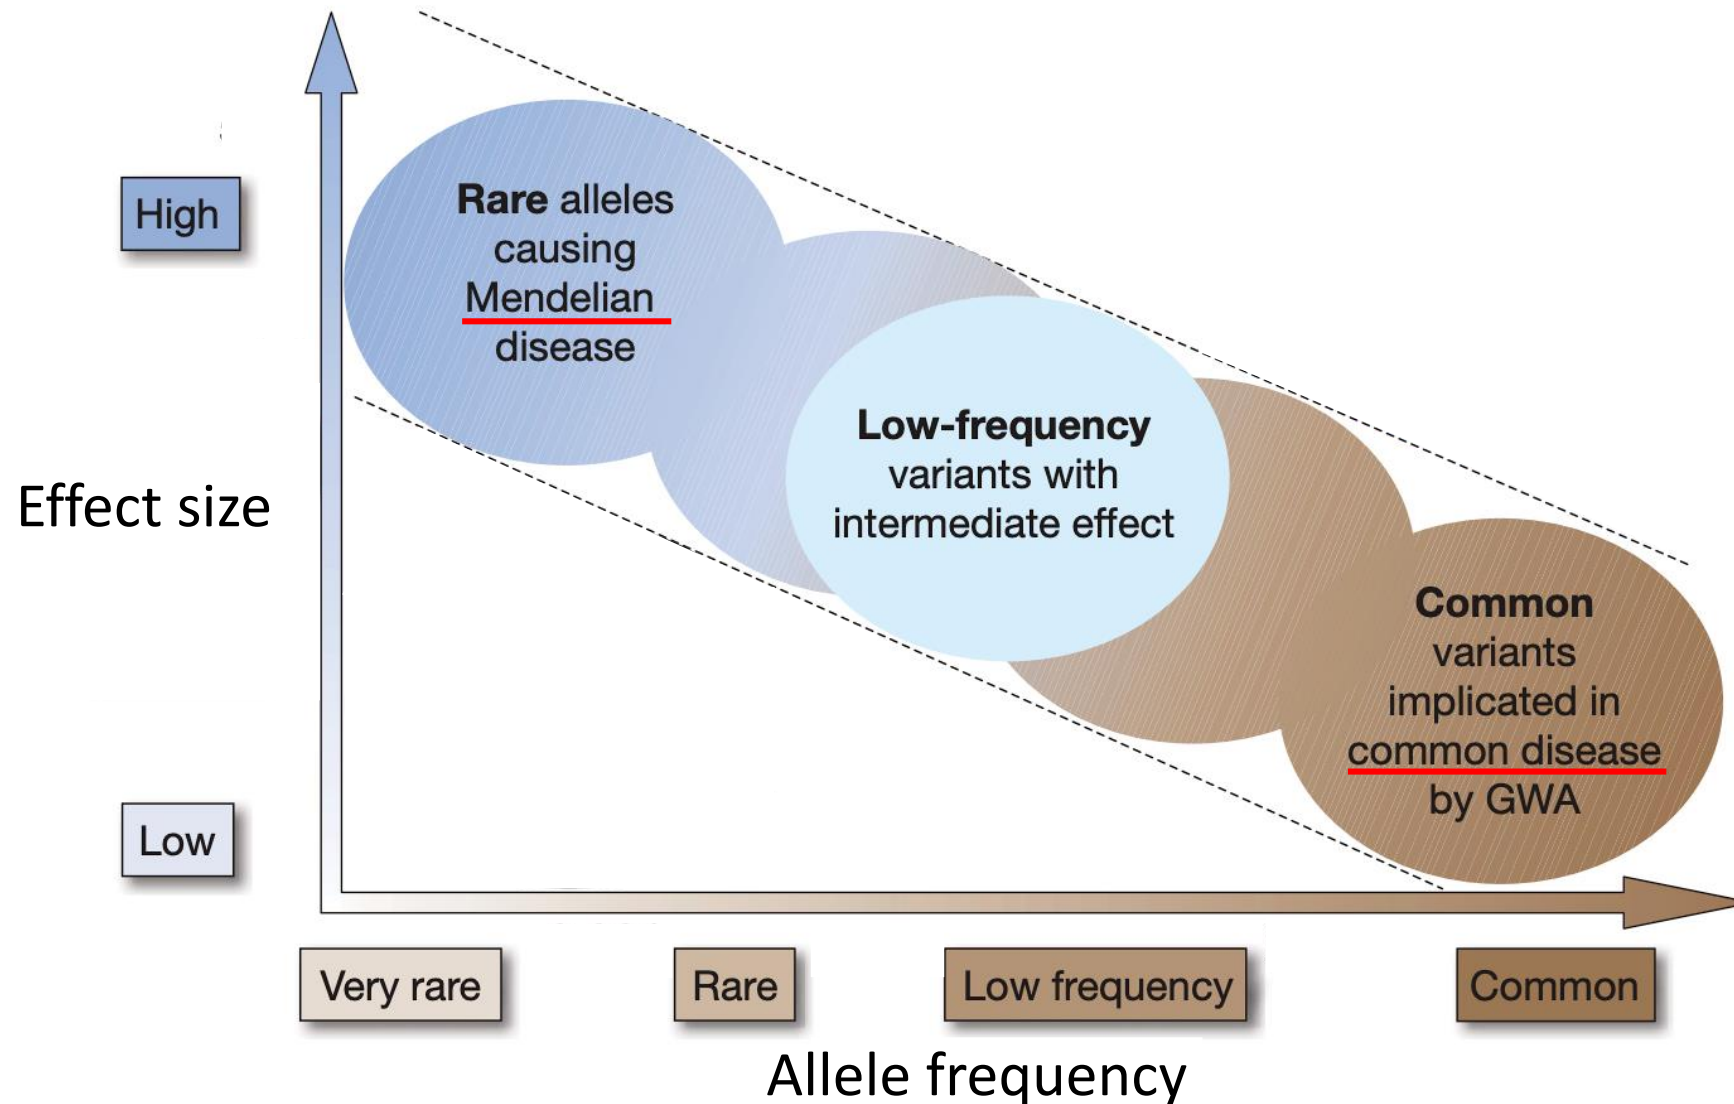 High
Rare alleles
causing
Mendelian
disease
Low-frequency
variants with
intermediate effect
Effect size
Common
variants
implicated in
common disease
by GWA
Low
Very rare
Rare
Low frequency
Common
Allele frequency